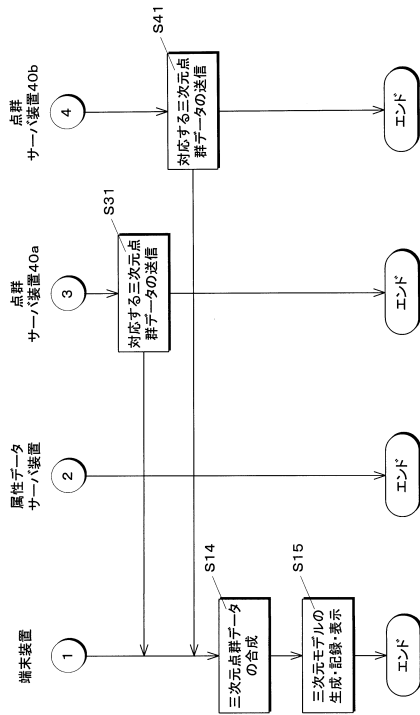 端末装置
属性データ
サーバ装置
点群
サーバ装置40a
点群
サーバ装置40b
1
2
3
4
S31
対応する三次元点
群データの送信
S41
対応する三次元点
群データの送信
S14
三次元点群データ
の合成
S15
三次元モデルの
生成・記録・表示
エンド
エンド
エンド
エンド